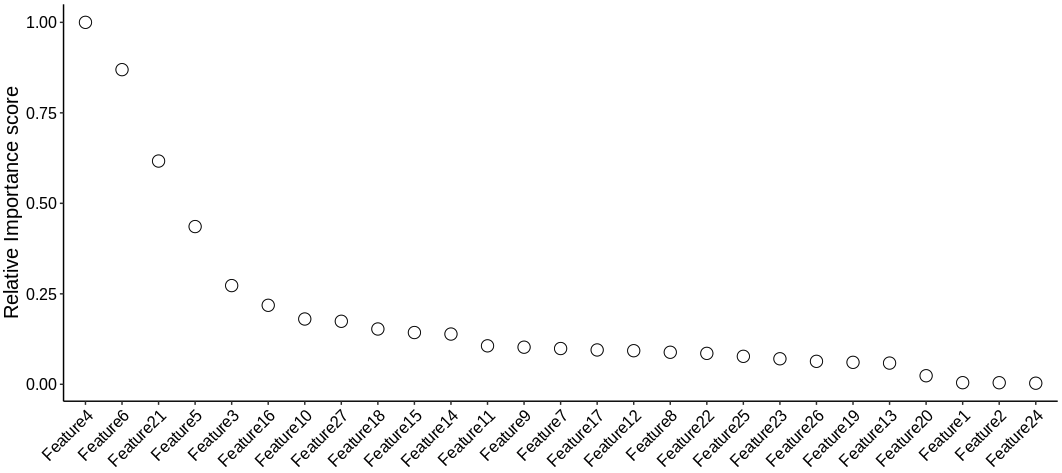 Relative Importance score
1.00
0.75
0.50
0.25
0.00
Feature4
Feature6
Feature21
Feature5
Feature3
Feature16
Feature10
Feature27
Feature18
Feature15
Feature14
Feature11
Feature9
Feature7
Feature17
Feature12
Feature8
Feature22
Feature25
Feature23
Feature26
Feature19
Feature13
Feature20
Feature1
Feature2
Feature24